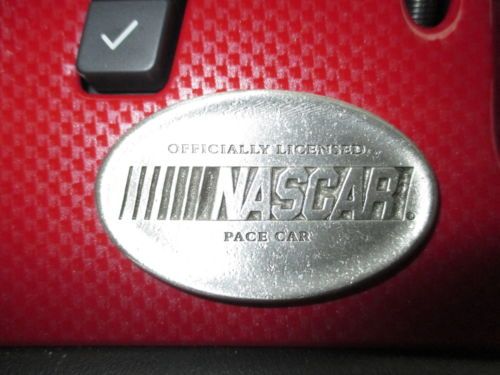 OFFICIALLY LICENSED
NASCAR.
PACE CAR